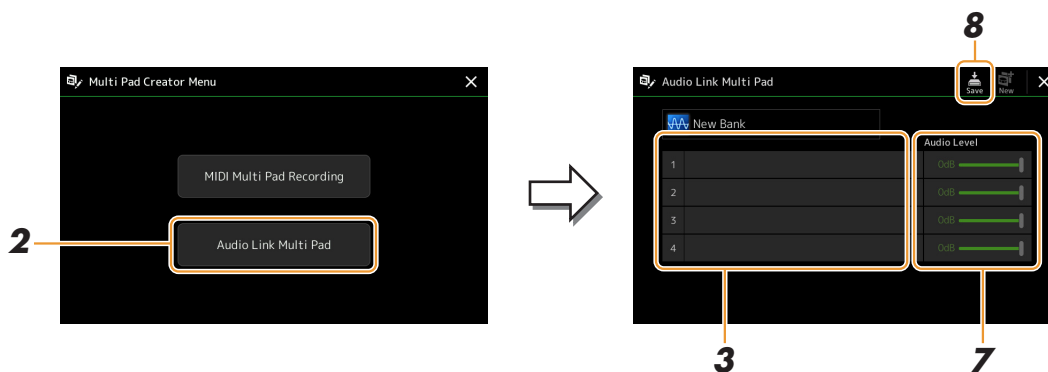 8
Multi Pad Creator Menu
MIDI Multi Pad Recording
2
Audio Link Multi Pad
Audio Link Multi Pad
Save
New
New Bank
Audio Level
1
0dB
2
0dB
3
0dB
4
0dB
3
7